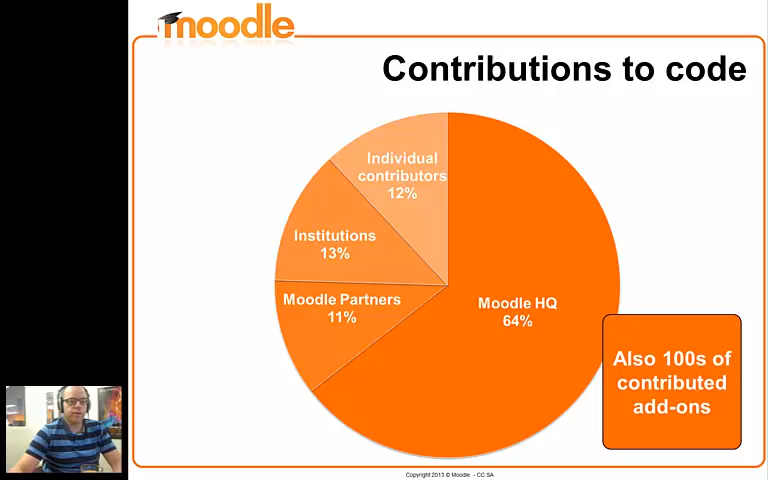 moodle
Contributions to code
Individual
contributors
12%
Institutions
13%
Moodle Partners
11%
Moodle HQ
64%
Also 100s of
contributed
add-ons
Copyright 2013 © Moodle - CC SA